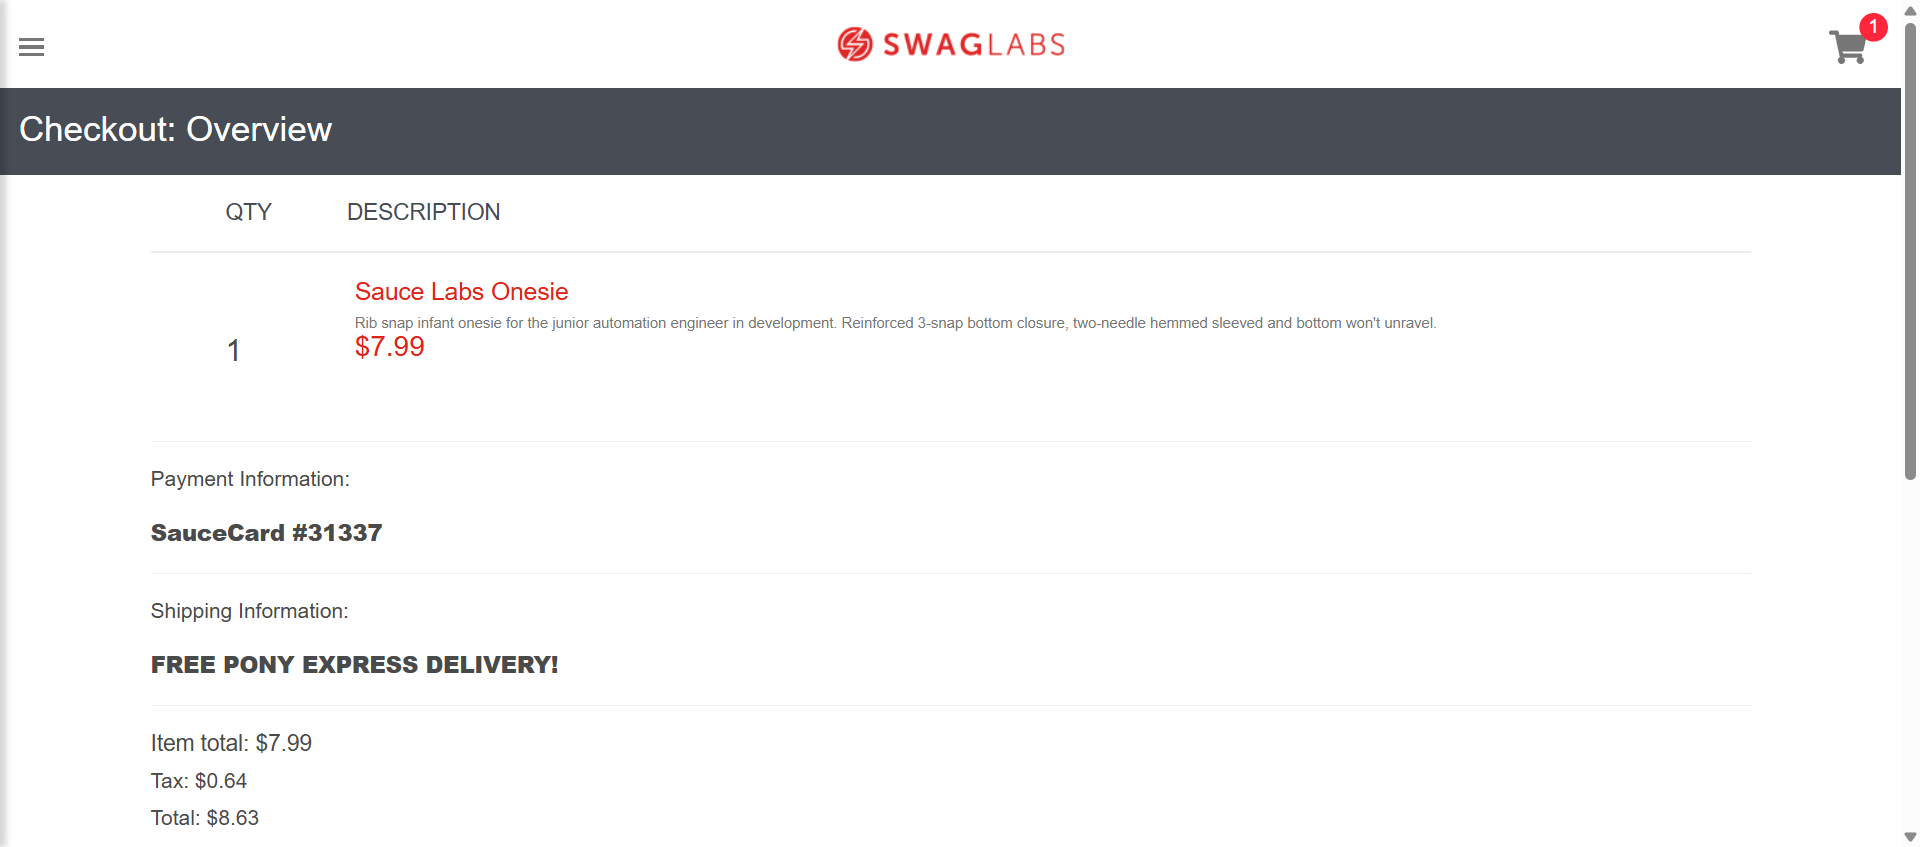 SWAGLABS
1
Checkout: Overview
QTY DESCRIPTION
Sauce Labs Onesie
Rib snap infant onesie for the junior automation engineer in development. Reinforced 3-snap bottom closure, two-needle hemmed sleeved and bottom won't unravel.
1
$7.99
Payment Information:
SauceCard #31337
Shipping Information:
FREE PONY EXPRESS DELIVERY!
Item total: $7.99
Tax: $0.64
Total: $8.63